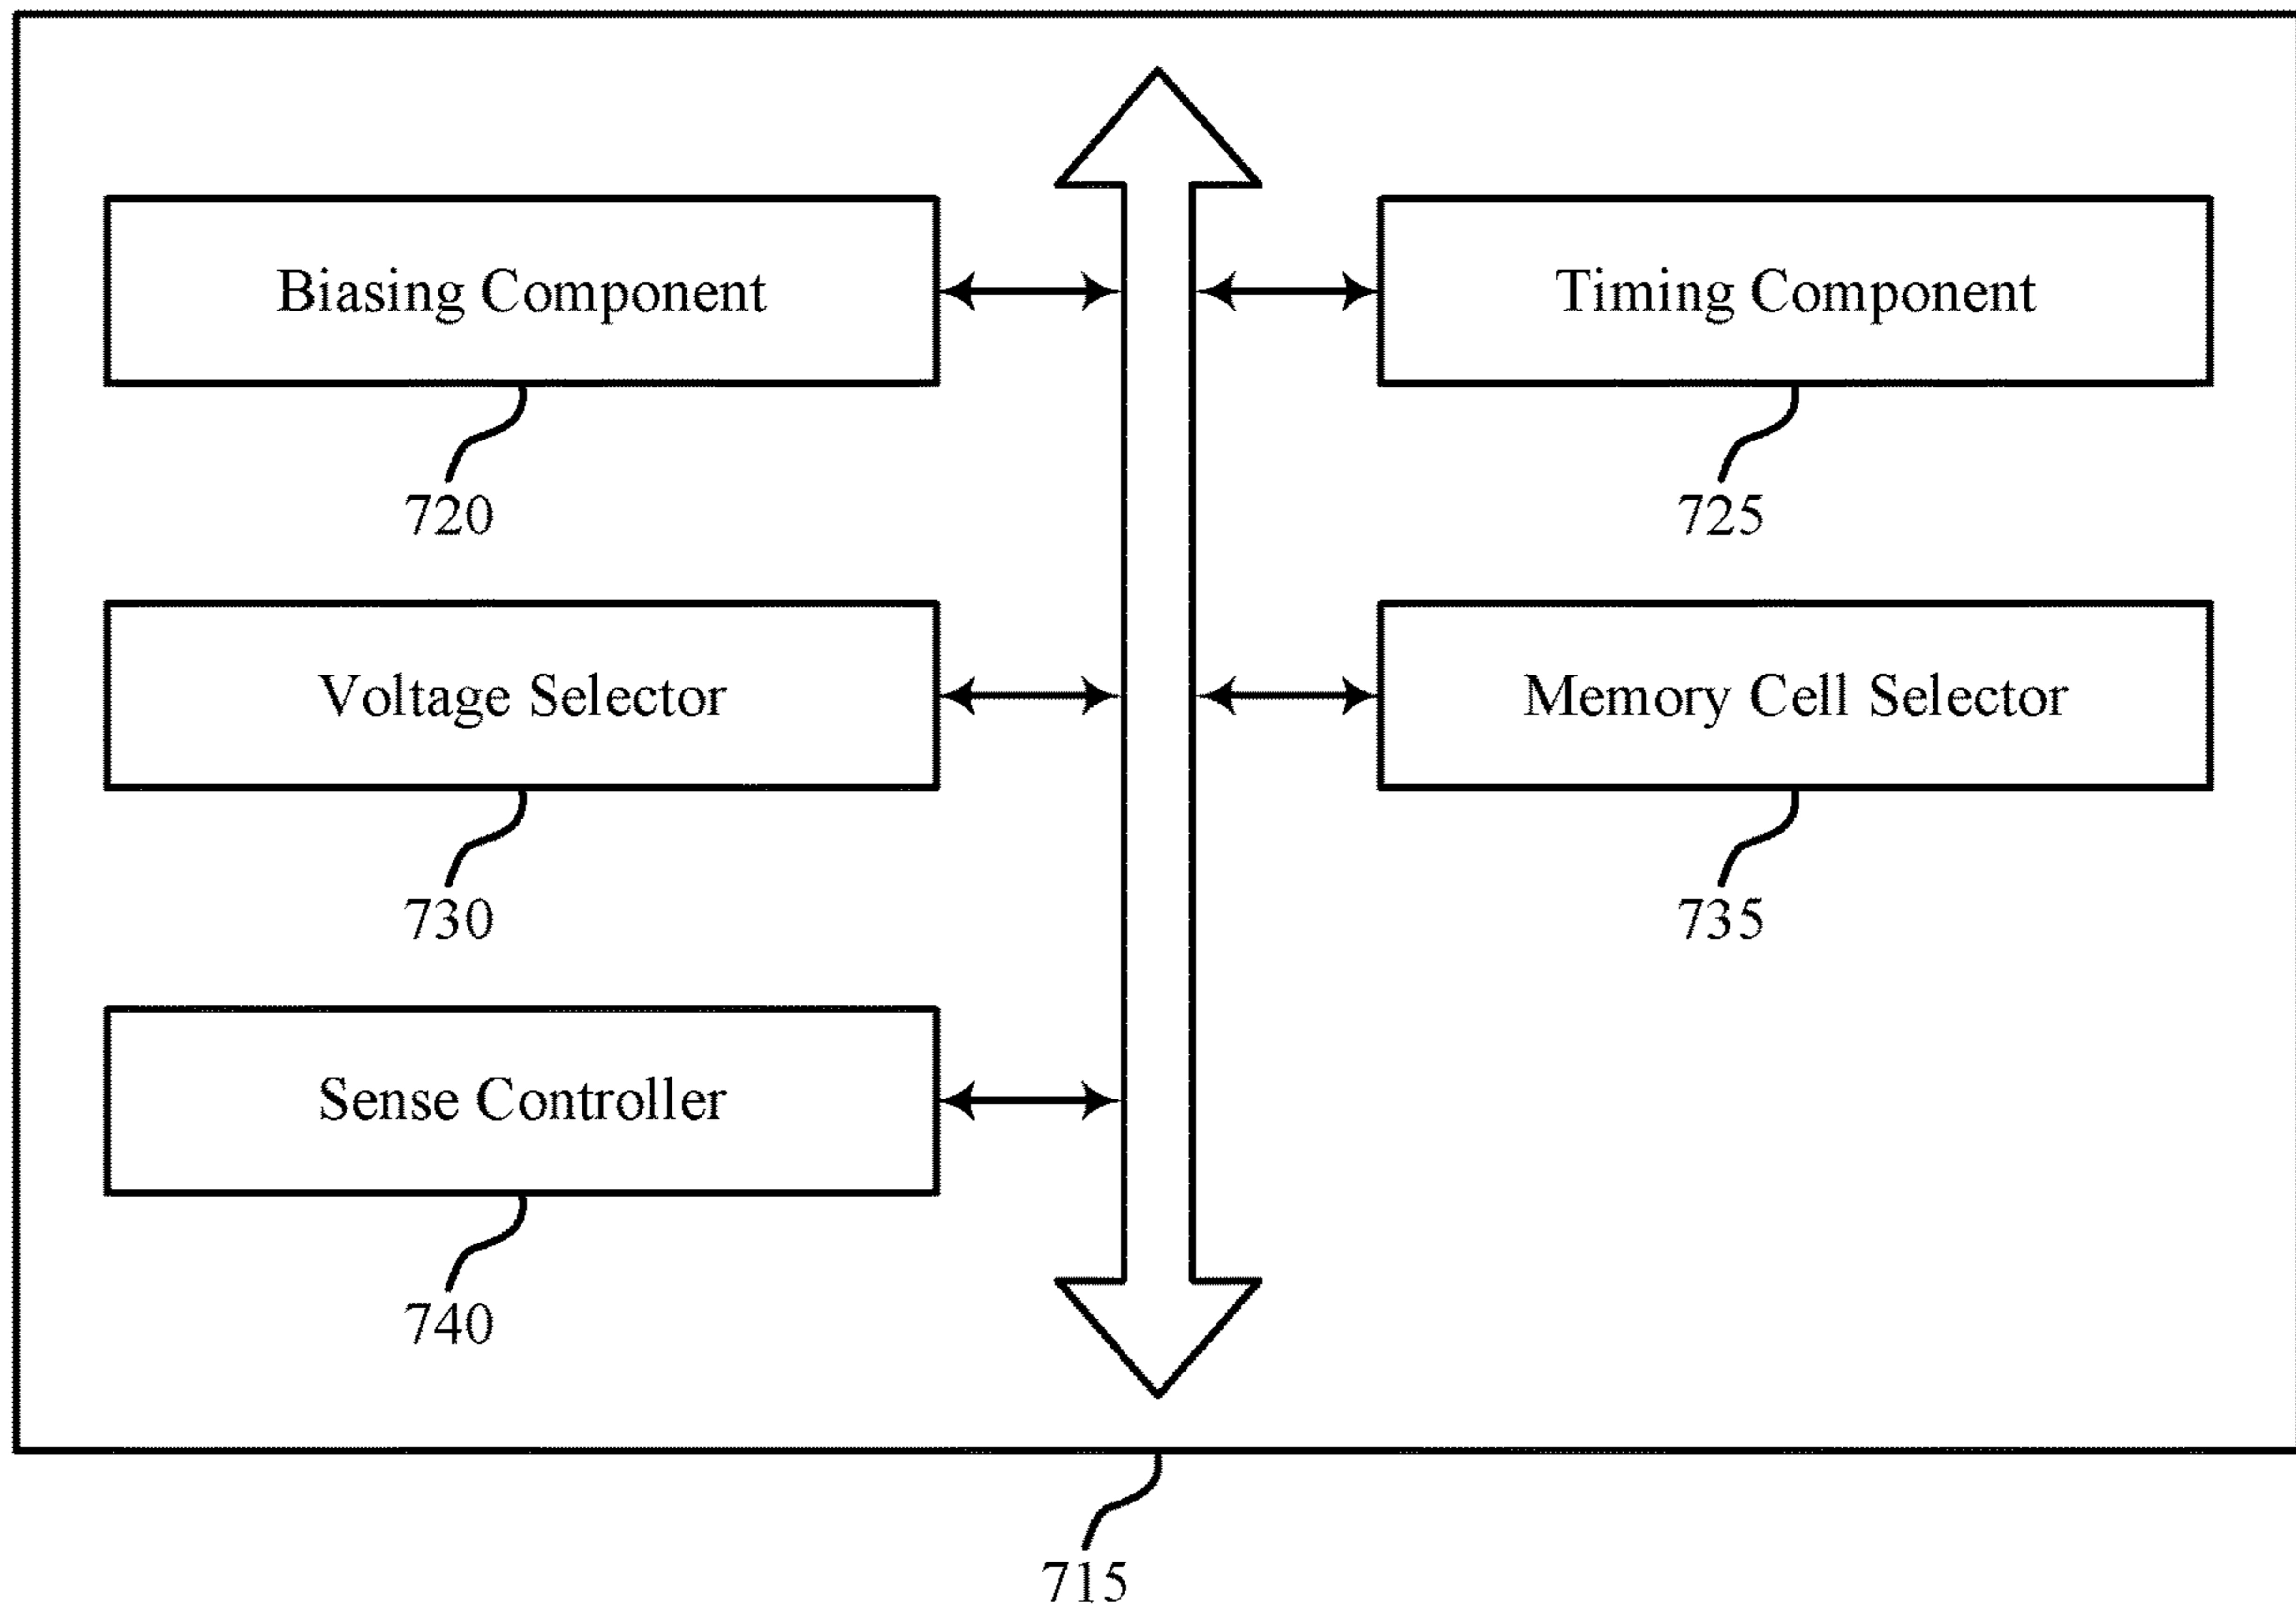 Biasing Component
Timing Component
720
725
Voltage Selector
Memory Cell Selector
730
735
Sense Controller
740
715